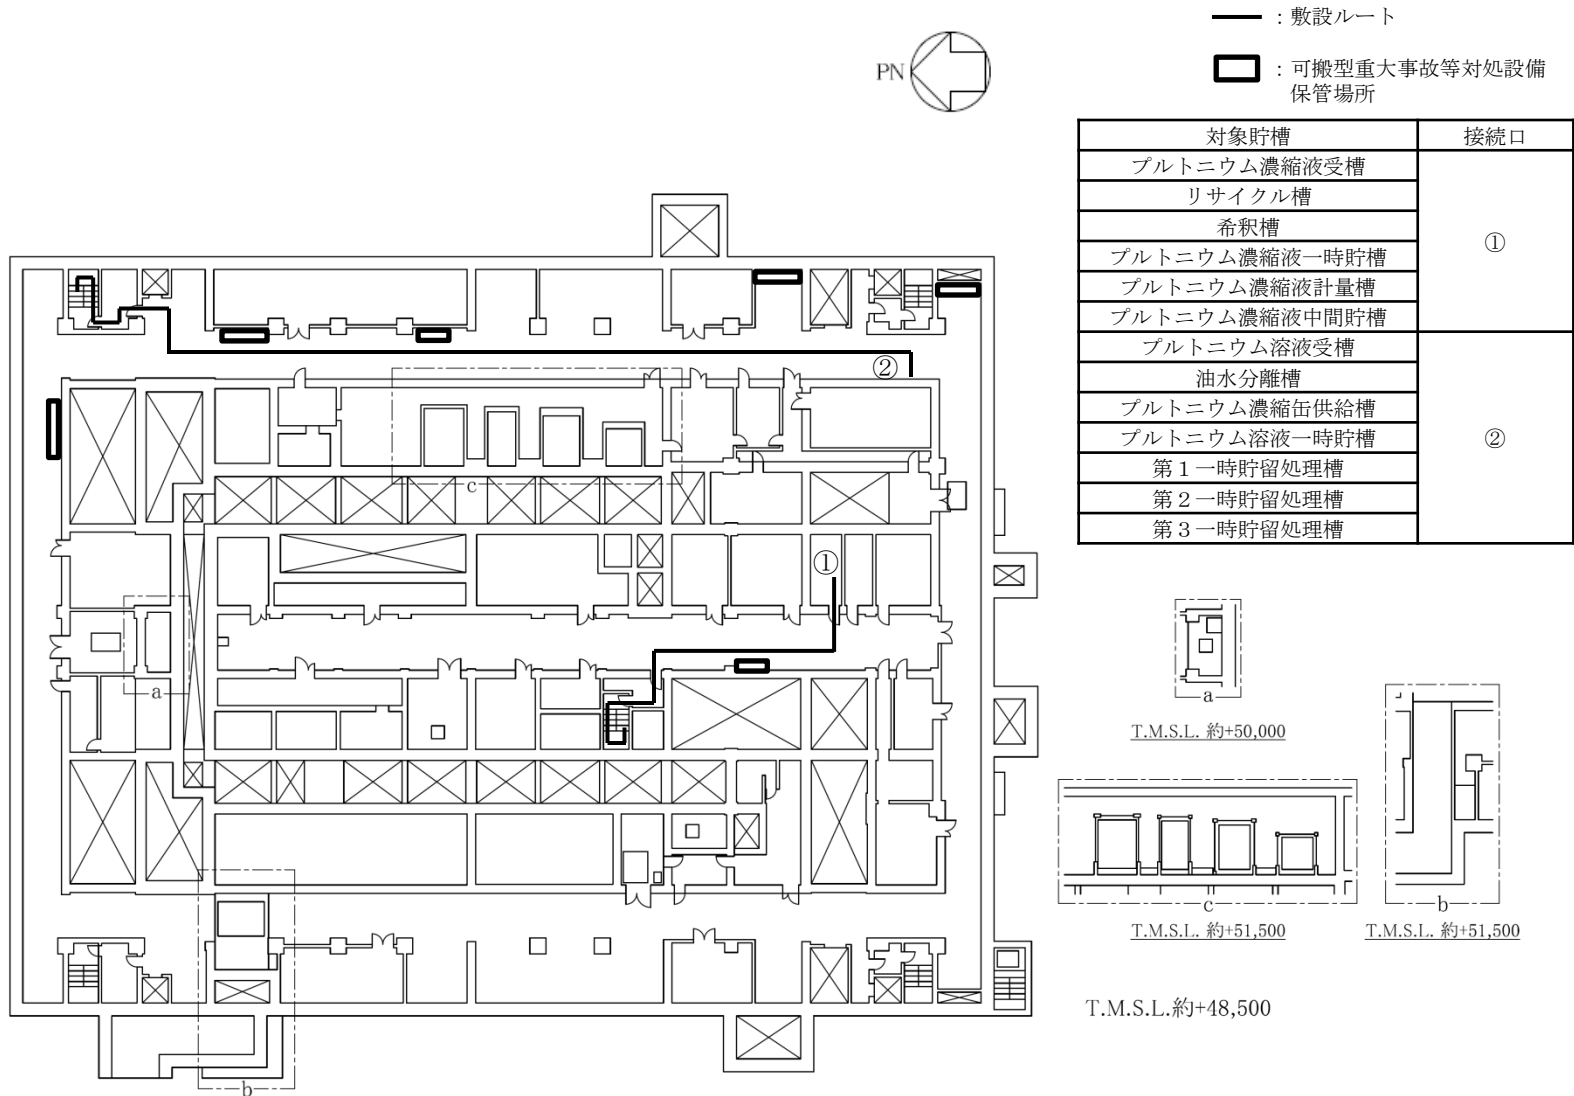 ：敷設ルート
PN
：可搬型重大事故等対処設備
保管場所
対象貯槽 接続口
プルトニウム濃縮液受槽
リサイクル槽
希釈槽
①
プルトニウム濃縮液一時貯槽
プルトニウム濃縮液計量槽
プルトニウム濃縮液中間貯槽
プルトニウム溶液受槽
油水分離槽
プルトニウム濃縮缶供給槽
プルトニウム溶液一時貯槽
②
第１一時貯留処理槽
第２一時貯留処理槽
第３一時貯留処理槽
②
c
①
a
b
a
T.M.S.L. 約+50,000
c
T.M.S.L. 約+51,500
b
T.M.S.L. 約+51,500
T.M.S.L.約+48,500